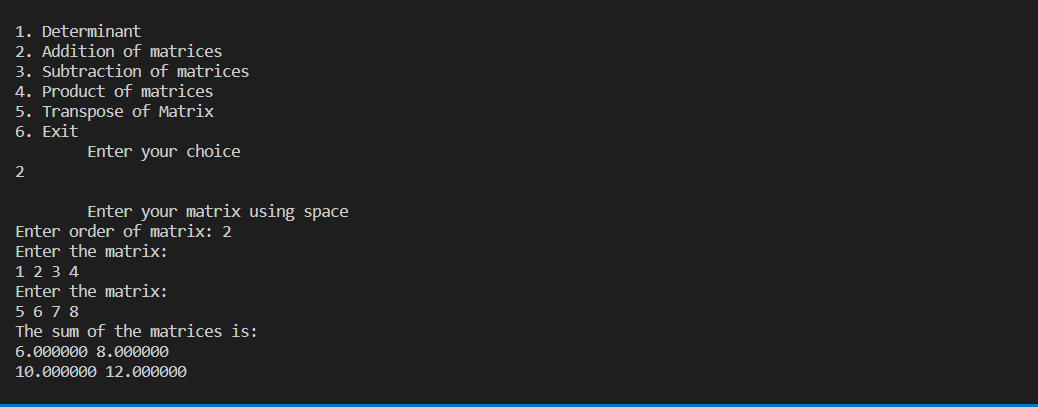 1. Determinant
2. Addition of matrices
3. Subtraction of matrices
4. Product of matrices
5. Transpose of Matrix
6. Exit
Enter your choice
2
Enter your matrix using space
Enter order of matrix: 2
Enter the matrix:
1 2 3 4
Enter the matrix:
5 6 7 8
The sum of the matrices is:
6.000000 8.000000
10.000000 12.000000